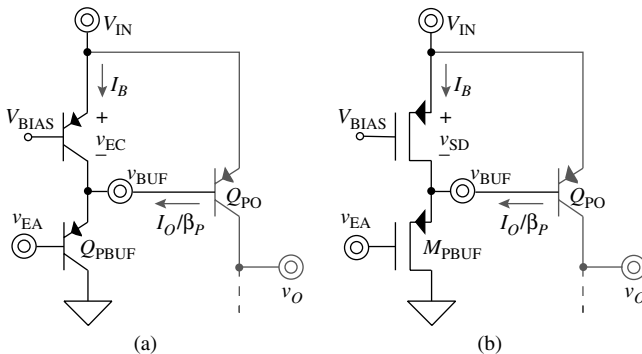 V_IN
I_B
V_BIAS
+
v_EC
–
v_BUF
v_EA
Q_PBUF
I_O/β_P
Q_PO
v_O
(a)
V_IN
I_B
V_BIAS
+
v_SD
–
v_BUF
v_EA
M_PBUF
I_O/β_P
Q_PO
v_O
(b)